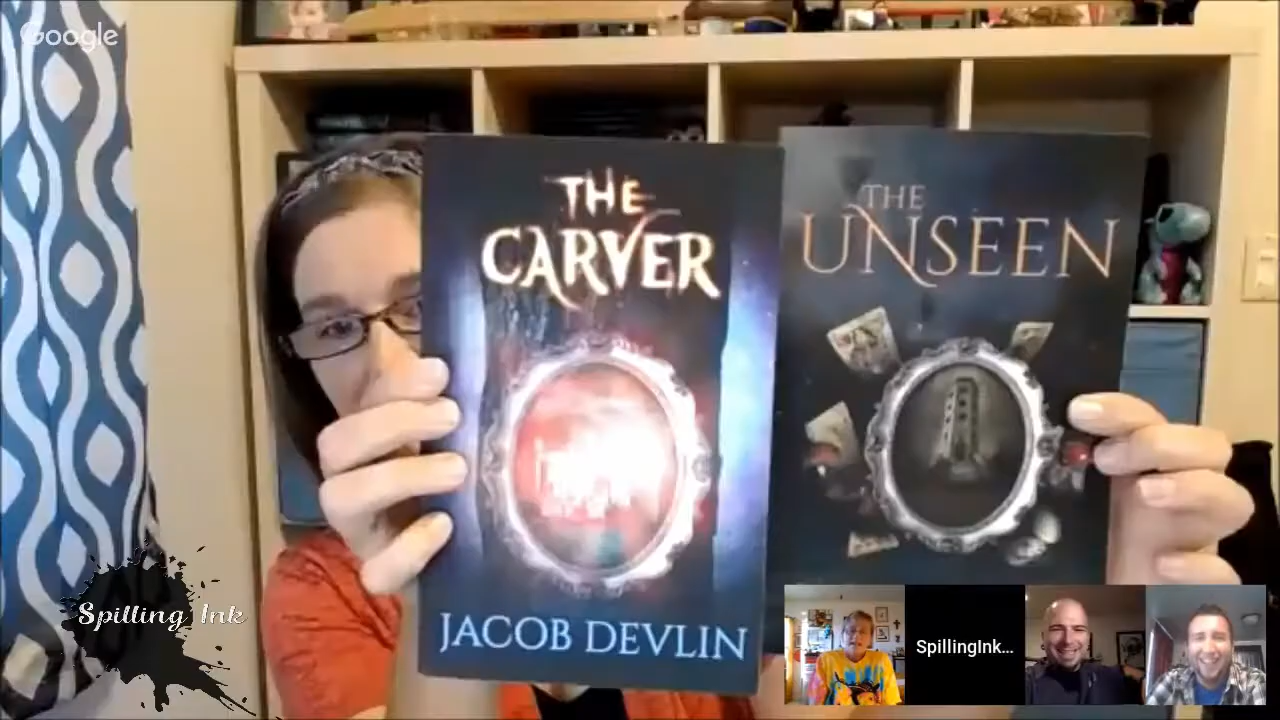 Google
THE
CARVER
JACOB DEVLIN
THE
UNSEEN
Spilling Ink
SpillingInk...